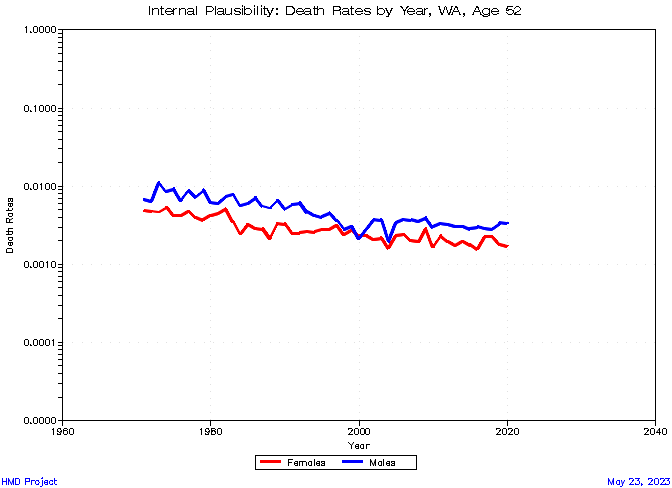 Internal Plausibility: Death Rates by Year, WA, Age 52
1.0000
0.1000
0.0100
0.0010
0.0001
0.0000
Death Rates
1960 1980 2000 2020 2040
Year
Females Males
HMD Project May 23, 2023